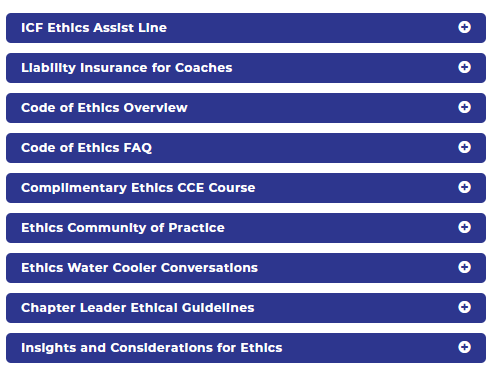 ICF Ethics Assist Line
Liability Insurance for Coaches
Code of Ethics Overview
Code of Ethics FAQ
Complimentary Ethics CCE Course
Ethics Community of Practice
Ethics Water Cooler Conversations
Chapter Leader Ethical Guidelines
Insights and Considerations for Ethics